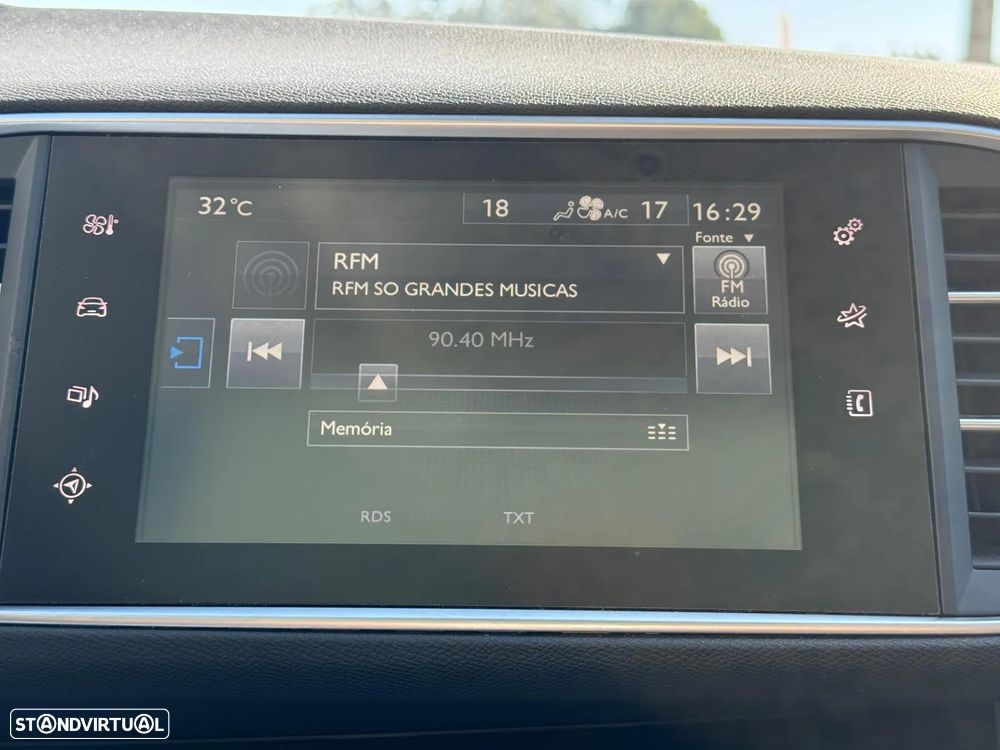 32°C 18 A/C 17 16:29
Fonte
RFM
RFM SO GRANDES MUSICAS
FM
Rádio
90.40 MHz
Memória
RDS TXT
STANDVIRTUAL